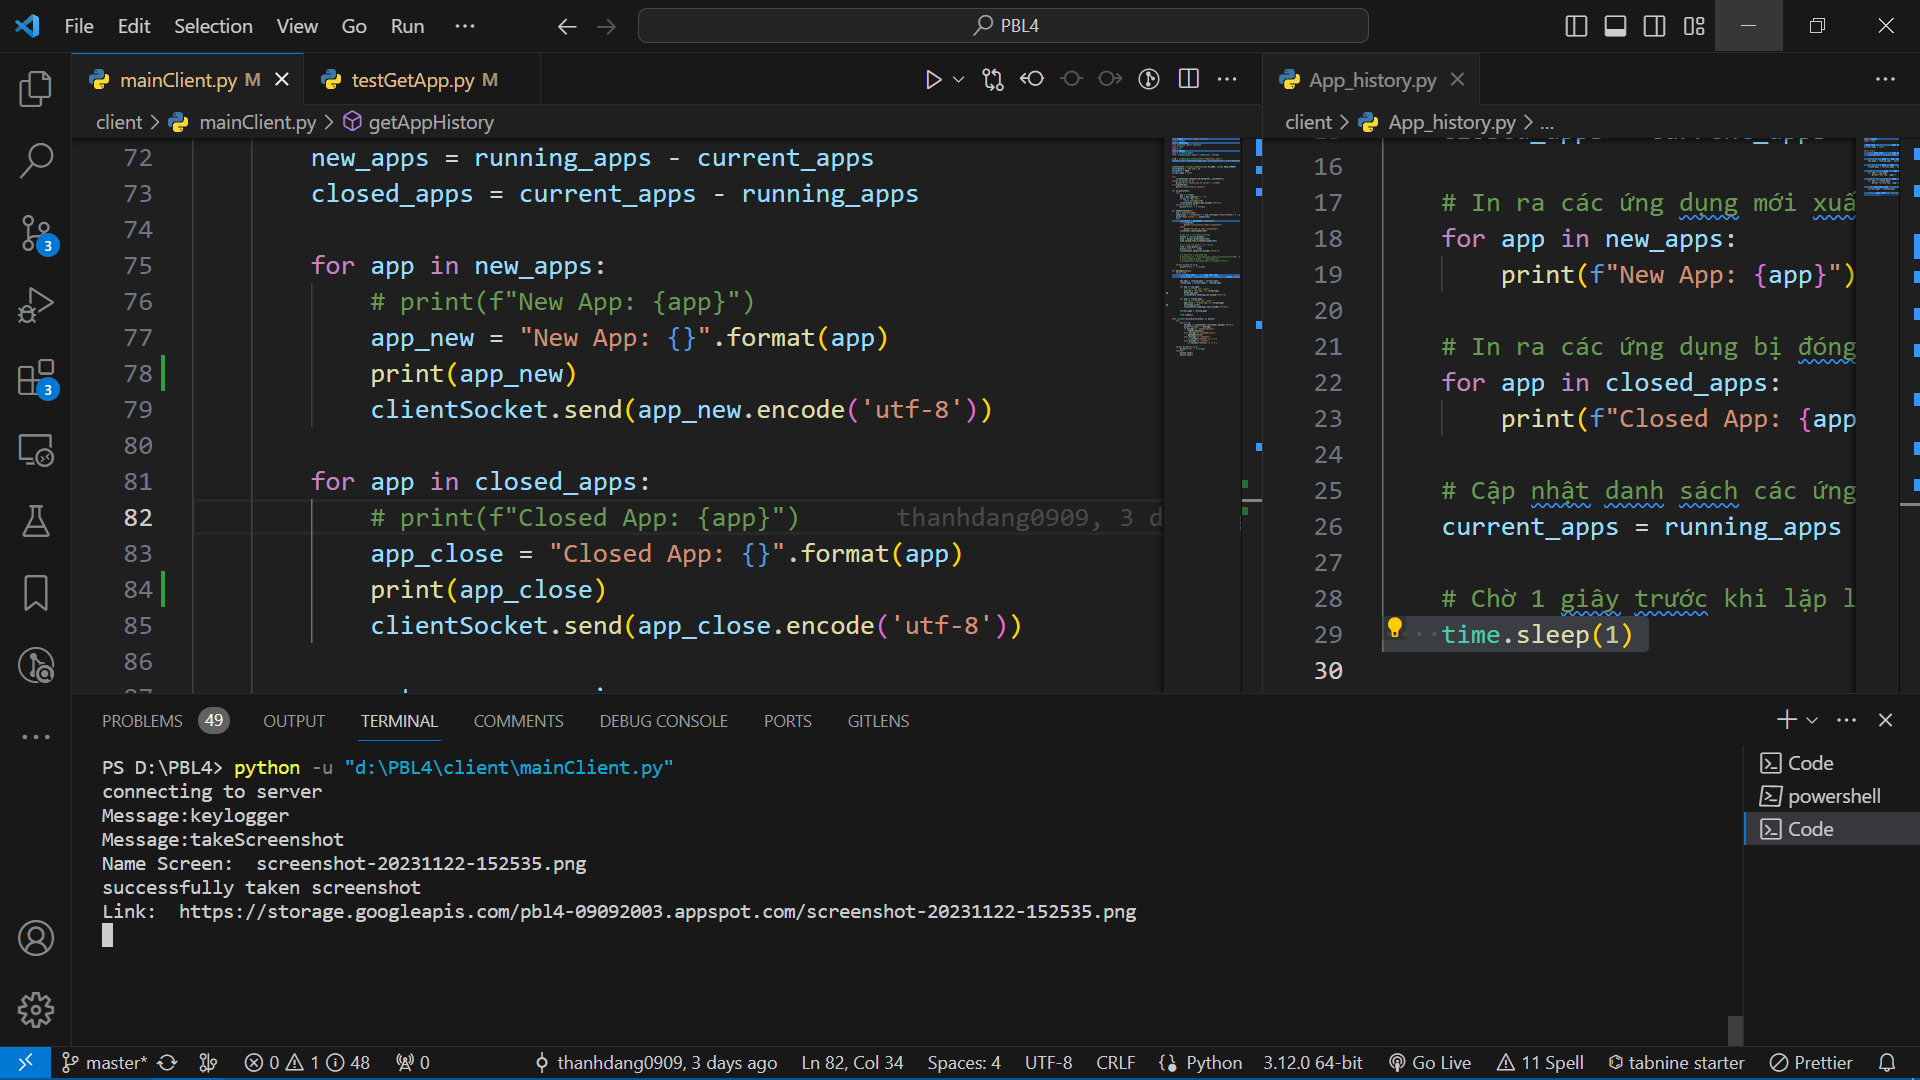 File Edit Selection View Go Run ··· PBL4
mainClient.py M testGetApp.py M
client > mainClient.py > getAppHistory
72 new_apps = running_apps - current_apps
73 closed_apps = current_apps - running_apps
74
75 for app in new_apps:
76 # print(f"New App: {app}")
77 app_new = "New App: {}".format(app)
78 print(app_new)
79 clientSocket.send(app_new.encode('utf-8'))
80
81 for app in closed_apps:
82 # print(f"Closed App: {app}") thanhdang0909, 3 d
83 app_close = "Closed App: {}".format(app)
84 print(app_close)
85 clientSocket.send(app_close.encode('utf-8'))
86
App_history.py
client > App_history.py > ...
16
17 # In ra các ứng dụng mới xuấ
18 for app in new_apps:
19 print(f"New App: {app}")
20
21 # In ra các ứng dụng bị đóng
22 for app in closed_apps:
23 print(f"Closed App: {app
24
25 # Cập nhật danh sách các ứng
26 current_apps = running_apps
27
28 # Chờ 1 giây trước khi lặp l
29 time.sleep(1)
30
3
3
PROBLEMS 49 OUTPUT TERMINAL COMMENTS DEBUG CONSOLE PORTS GITLENS
PS D:\PBL4> python -u "d:\PBL4\client\mainClient.py"
connecting to server
Message:keylogger
Message:takeScreenshot
Name Screen:  screenshot-20231122-152535.png
successfully taken screenshot
Link:  https://storage.googleapis.com/pbl4-09092003.appspot.com/screenshot-20231122-152535.png
Code
powershell
Code
master* 0 1 48 0 thanhdang0909, 3 days ago Ln 82, Col 34 Spaces: 4 UTF-8 CRLF Python 3.12.0 64-bit Go Live 11 Spell tabnine starter Prettier